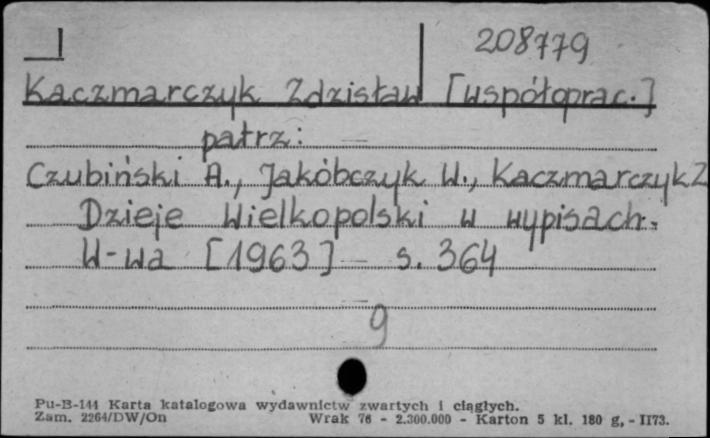 208779
Kaczmarczyk Zdzisław [współoprac.]
patrz:
Czubiński A., Jakóbczyk W., Kaczmarczyk Z
Dzieje Wielkopolski w wypisach.
W-wa [1963] s. 364
9
Pu-B-144 Karta katalogowa wydawnictw zwartych i ciągłych.
Zam. 2264/DW/On Wrak 76 - 2.300.000 - Karton 5 kl. 180 g, - II73.